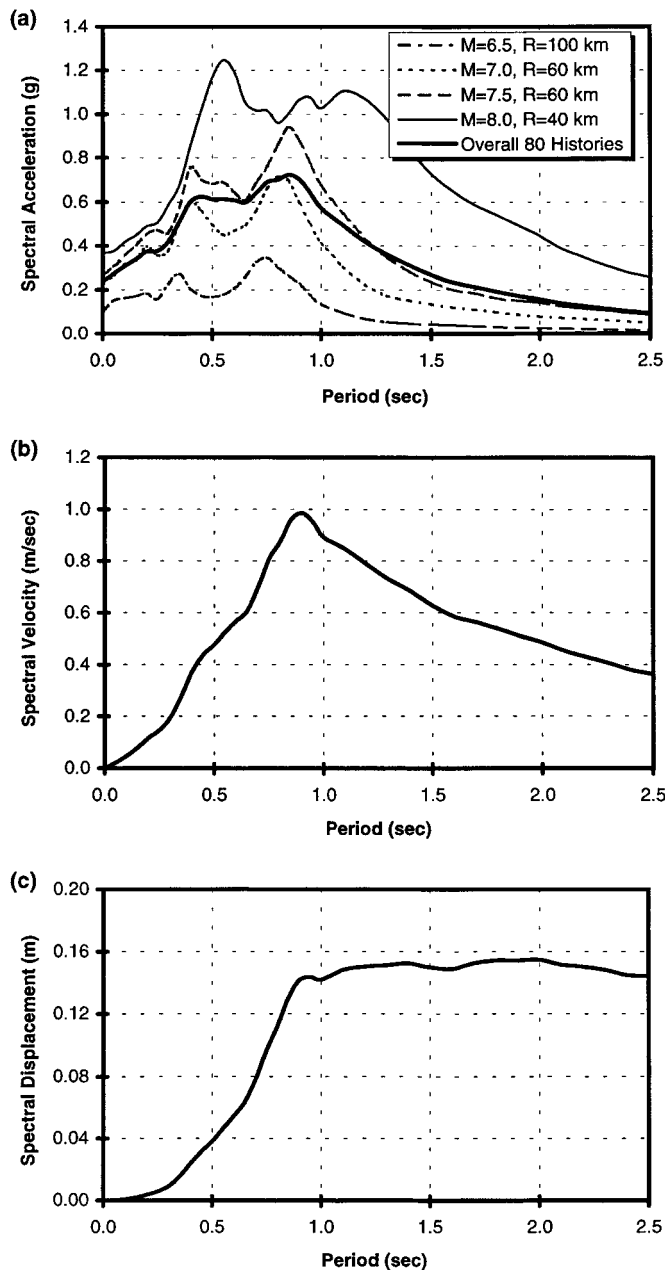 (a)
1.4
1.2
1.0
0.8
0.6
0.4
0.2
0.0
Spectral Acceleration (g)
M=6.5, R=100 km
M=7.0, R=60 km
M=7.5, R=60 km
M=8.0, R=40 km
Overall 80 Histories
0.0 0.5 1.0 1.5 2.0 2.5
Period (sec)
(b)
1.2
1.0
0.8
0.6
0.4
0.2
0.0
Spectral Velocity (m/sec)
0.0 0.5 1.0 1.5 2.0 2.5
Period (sec)
(c)
0.20
0.16
0.12
0.08
0.04
0.00
Spectral Displacement (m)
0.0 0.5 1.0 1.5 2.0 2.5
Period (sec)